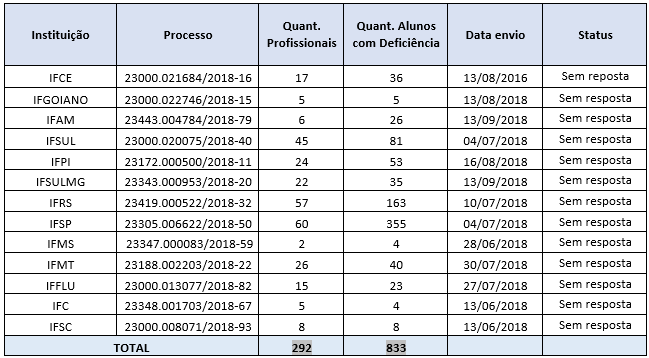 Instituição Processo Quant. Profissionais Quant. Alunos com Deficiência Data envio Status
IFCE 23000.021684/2018-16 17 36 13/08/2016 Sem reposta
IFGOIANO 23000.022746/2018-15 5 5 13/08/2018 Sem resposta
IFAM 23443.004784/2018-79 6 26 13/09/2018 Sem resposta
IFSUL 23000.020075/2018-40 45 81 04/07/2018 Sem resposta
IFPI 23172.000500/2018-11 24 53 16/08/2018 Sem resposta
IFSULMG 23343.000953/2018-20 22 35 13/09/2018 Sem resposta
IFRS 23419.000522/2018-32 57 163 10/07/2018 Sem resposta
IFSP 23305.006622/2018-50 60 355 04/07/2018 Sem resposta
IFMS 23347.000083/2018-59 2 4 28/06/2018 Sem resposta
IFMT 23188.002203/2018-22 26 40 30/07/2018 Sem resposta
IFFLU 23000.013077/2018-82 15 23 27/07/2018 Sem resposta
IFC 23348.001703/2018-67 5 4 13/06/2018 Sem resposta
IFSC 23000.008071/2018-93 8 8 13/06/2018 Sem resposta
TOTAL 292 833